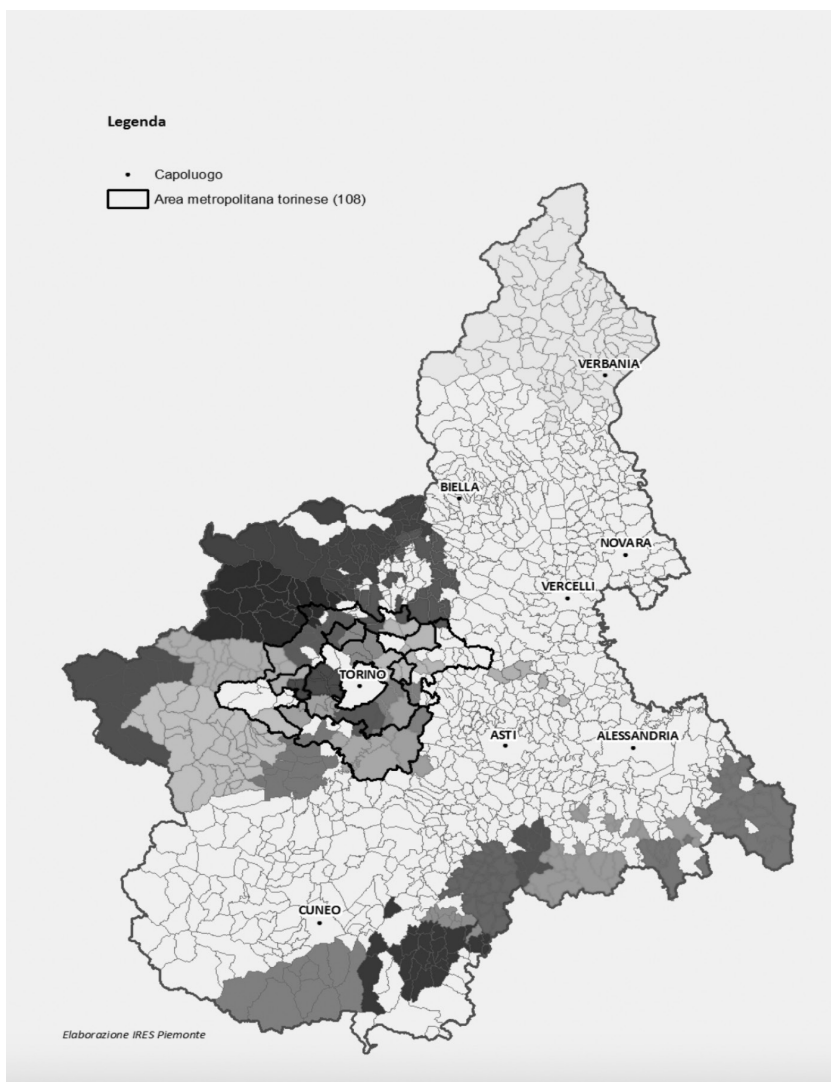 Legenda
Capoluogo
Area metropolitana torinese (108)
VERBANIA
BIELLA
NOVARA
VERCELLI
TORINO
ASTI
ALESSANDRIA
CUNEO
Elaborazione IRES Piemonte